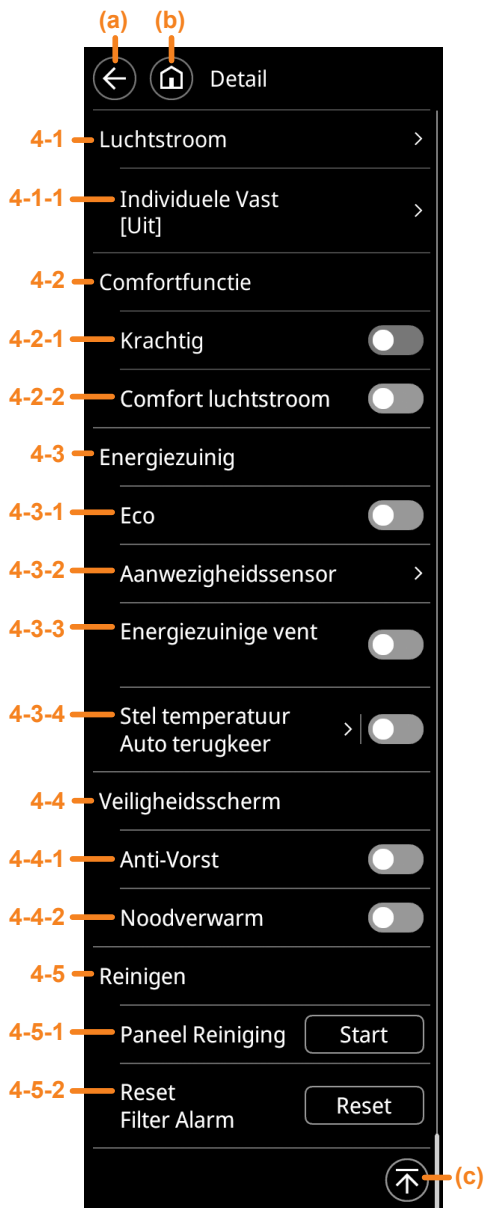 (a) (b)
Detail
4-1 Luchtstroom
4-1-1 Individuele Vast
[Uit]
4-2 Comfortfunctie
4-2-1 Krachtig
4-2-2 Comfort luchtstroom
4-3 Energiezuinig
4-3-1 Eco
4-3-2 Aanwezigheidssensor
4-3-3 Energiezuinige vent
4-3-4 Stel temperatuur
Auto terugkeer
4-4 Veiligheidsscherm
4-4-1 Anti-Vorst
4-4-2 Noodverwarm
4-5 Reinigen
4-5-1 Paneel Reiniging Start
4-5-2 Reset
Filter Alarm Reset
(c)